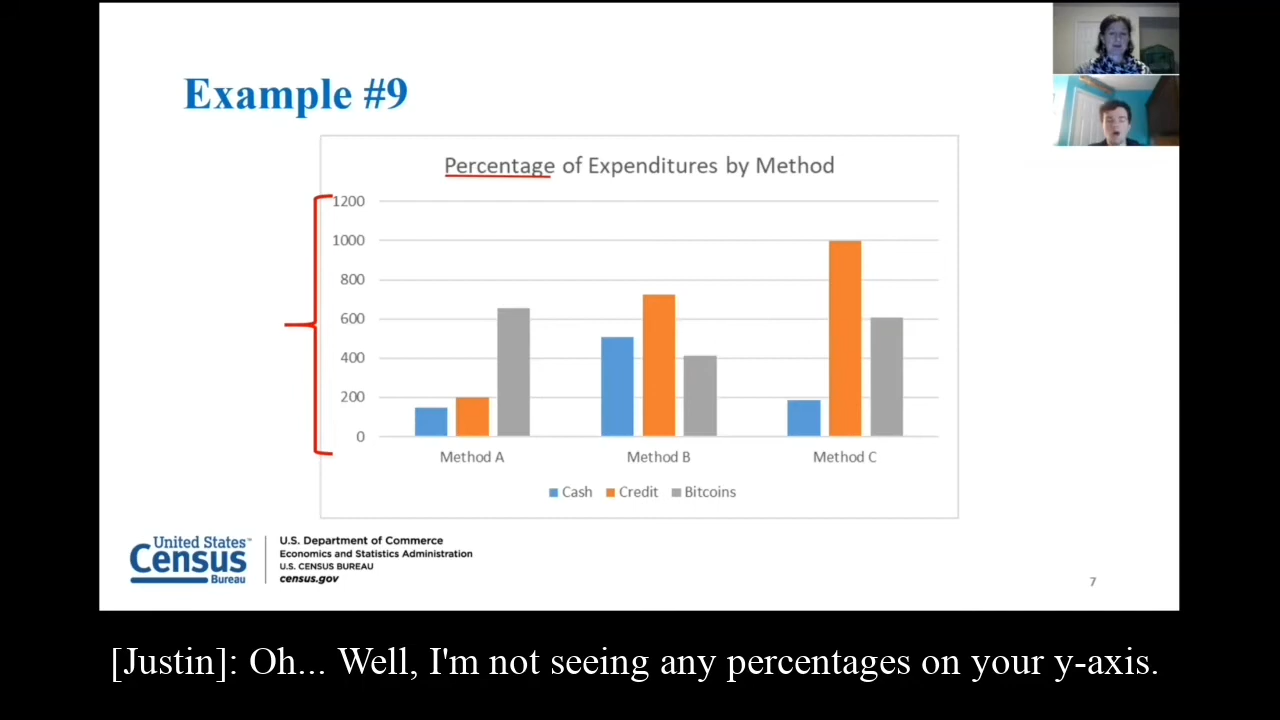 Example #9
Percentage of Expenditures by Method
1200
1000
800
600
400
200
0
Method A Method B Method C
Cash Credit Bitcoins
United States™
Census
Bureau
U.S. Department of Commerce
Economics and Statistics Administration
U.S. CENSUS BUREAU
census.gov
7
[Justin]: Oh... Well, I'm not seeing any percentages on your y-axis.